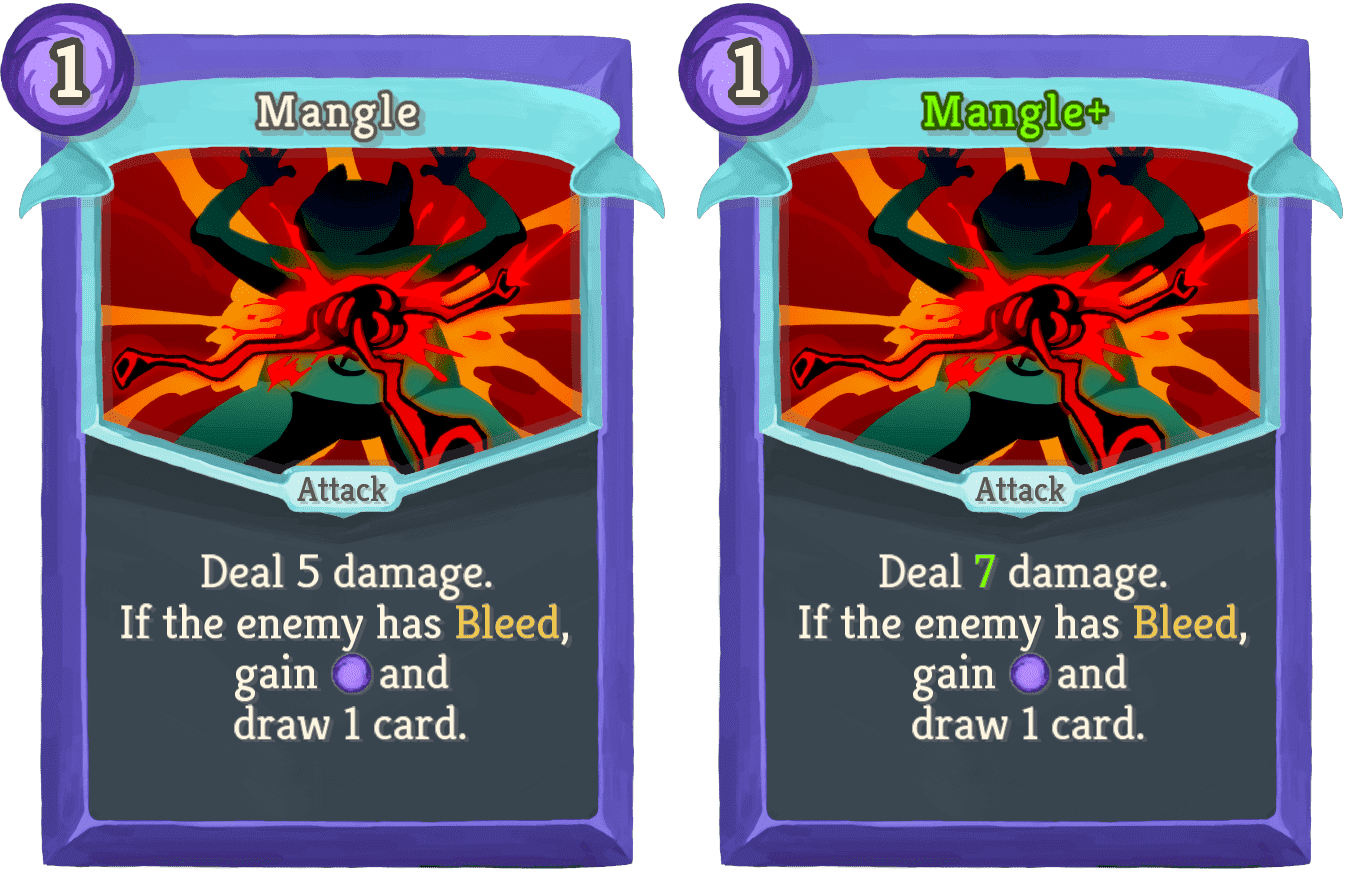 1
Mangle
Attack
Deal 5 damage.
If the enemy has Bleed,
gain and
draw 1 card.
1
Mangle+
Attack
Deal 7 damage.
If the enemy has Bleed,
gain and
draw 1 card.